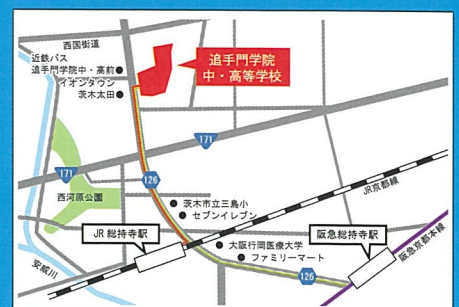 西国街道
近鉄バス
追手門学院中・高前
イオンタウン
茨木太田
追手門学院
中・高等学校
171
171
126
西河原公園
茨木市立三島小
セブンイレブン
JR京都線
JR総持寺駅
阪急総持寺駅
大阪行岡医療大学
ファミリーマート
安威川
126
阪急京都本線